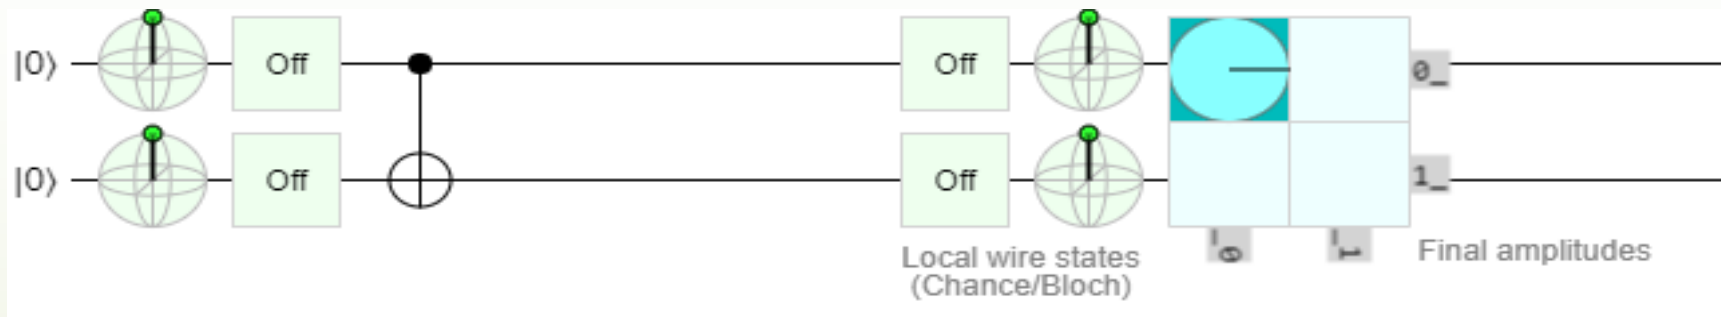 |0⟩ Off Off 0_
|0⟩ Off Off 1_
_0 _1
Local wire states
(Chance/Bloch)
Final amplitudes